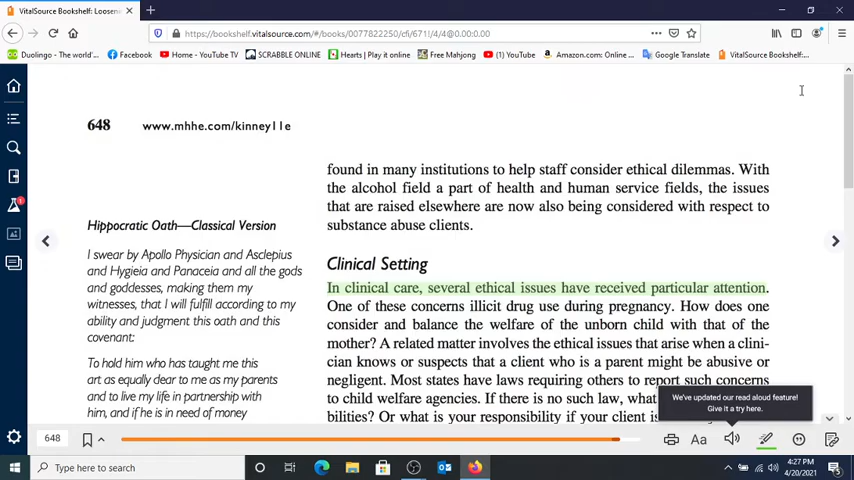 VitalSource Bookshelf: Loosene
https://bookshelf.vitalsource.com/#/books/0077822250/cfi/671!/4/4@0.00:0.00
Duolingo - The world'...
Facebook
Home - YouTube TV
SCRABBLE ONLINE
Hearts | Play it online
Free Mahjong
(1) YouTube
Amazon.com: Online ...
Google Translate
VitalSource Bookshelf:...
648 www.mhhe.com/kinney11e
Hippocratic Oath—Classical Version
I swear by Apollo Physician and Asclepius
and Hygieia and Panaceia and all the gods
and goddesses, making them my
witnesses, that I will fulfill according to my
ability and judgment this oath and this
covenant:
To hold him who has taught me this
art as equally dear to me as my parents
and to live my life in partnership with
him, and if he is in need of money
found in many institutions to help staff consider ethical dilemmas. With
the alcohol field a part of health and human service fields, the issues
that are raised elsewhere are now also being considered with respect to
substance abuse clients.
Clinical Setting
In clinical care, several ethical issues have received particular attention.
One of these concerns illicit drug use during pregnancy. How does one
consider and balance the welfare of the unborn child with that of the
mother? A related matter involves the ethical issues that arise when a clini-
cian knows or suspects that a client who is a parent might be abusive or
negligent. Most states have laws requiring others to report such concerns
to child welfare agencies. If there is no such law, what
bilities? Or what is your responsibility if your client is
We've updated our read aloud feature!
Give it a try here.
1
648
Aa
Type here to search
4:27 PM
4/20/2021
5